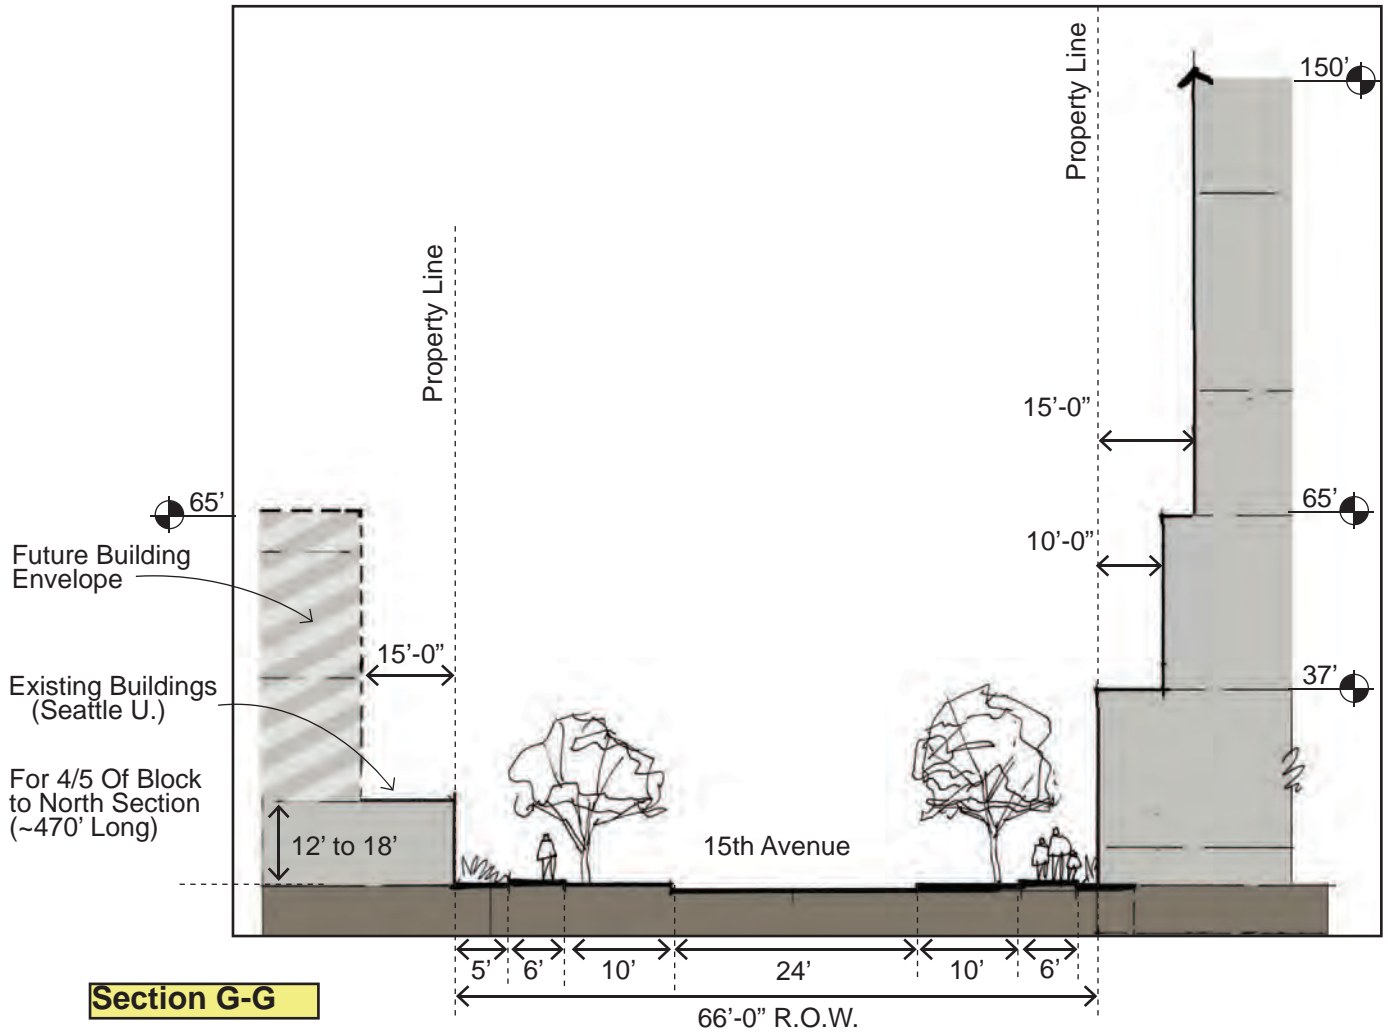 Property Line
Property Line
150’
15’-0”
65’
65’
10’-0”
Future Building
Envelope
15’-0”
37’
Existing Buildings
(Seattle U.)
For 4/5 Of Block
to North Section
(~470’ Long)
12’ to 18’
15th Avenue
5’ 6’ 10’ 24’ 10’ 6’
Section G-G
66’-0” R.O.W.